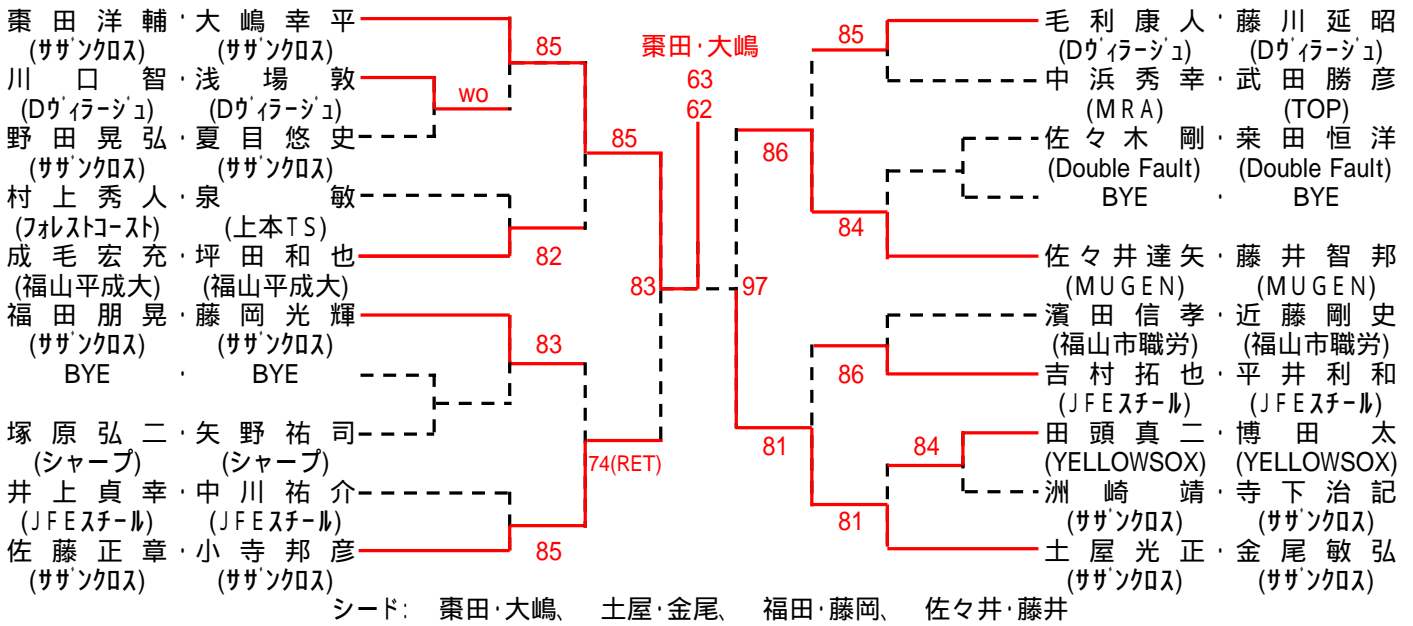 棗田洋輔・大嶋幸平
(ｻｻﾞﾝｸﾛｽ) (ｻｻﾞﾝｸﾛｽ)
85
川口智・浅場敦
(Dｳﾞｨﾗｰｼﾞｭ) (Dｳﾞｨﾗｰｼﾞｭ)
wo
野田晃弘・夏目悠史
(ｻｻﾞﾝｸﾛｽ) (ｻｻﾞﾝｸﾛｽ)
85
村上秀人・泉敏
(ﾌｫﾚｽﾄｺｰｽﾄ) (上本TS)
成毛宏充・坪田和也
82
(福山平成大) (福山平成大)
83
福田朋晃・藤岡光輝
(ｻｻﾞﾝｸﾛｽ) (ｻｻﾞﾝｸﾛｽ)
83
BYE ・ BYE
塚原弘二・矢野祐司
(シャープ) (シャープ)
74(RET)
井上貞幸・中川祐介
(JFEｽﾁｰﾙ) (JFEｽﾁｰﾙ)
佐藤正章・小寺邦彦
85
(ｻｻﾞﾝｸﾛｽ) (ｻｻﾞﾝｸﾛｽ)
棗田・大嶋
63
62
毛利康人・藤川延昭
85
(Dｳﾞｨﾗｰｼﾞｭ) (Dｳﾞｨﾗｰｼﾞｭ)
中浜秀幸・武田勝彦
(MRA) (TOP)
86
佐々木剛・桒田恒洋
(Double Fault) (Double Fault)
BYE ・ BYE
84
佐々井達矢・藤井智邦
(MUGEN) (MUGEN)
97
濱田信孝・近藤剛史
(福山市職労) (福山市職労)
86
吉村拓也・平井利和
(JFEｽﾁｰﾙ) (JFEｽﾁｰﾙ)
81
田頭真二・博田太
84
(YELLOWSOX) (YELLOWSOX)
洲崎靖・寺下治記
(ｻｻﾞﾝｸﾛｽ) (ｻｻﾞﾝｸﾛｽ)
81
土屋光正・金尾敏弘
(ｻｻﾞﾝｸﾛｽ) (ｻｻﾞﾝｸﾛｽ)
シード: 棗田・大嶋、 土屋・金尾、 福田・藤岡、 佐々井・藤井